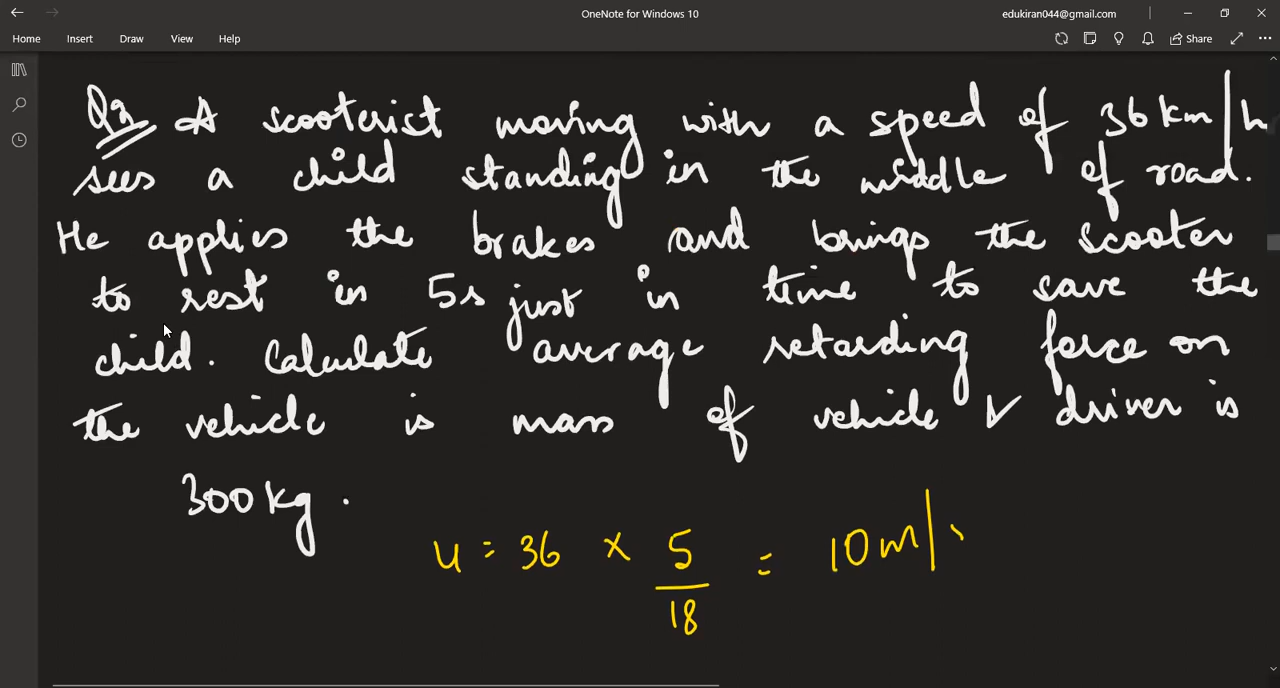 OneNote for Windows 10
edukiran044@gmail.com
Home Insert Draw View Help
Share
Q2 A scooterist moving with a speed of 36 km/h
sees a child standing in the middle of road.
He applies the brakes and brings the scooter
to rest in 5s just in time to save the
child. Calculate average retarding force on
the vehicle is mass of vehicle & driver is
300 kg.
u = 36 × 5/18 = 10 m/s